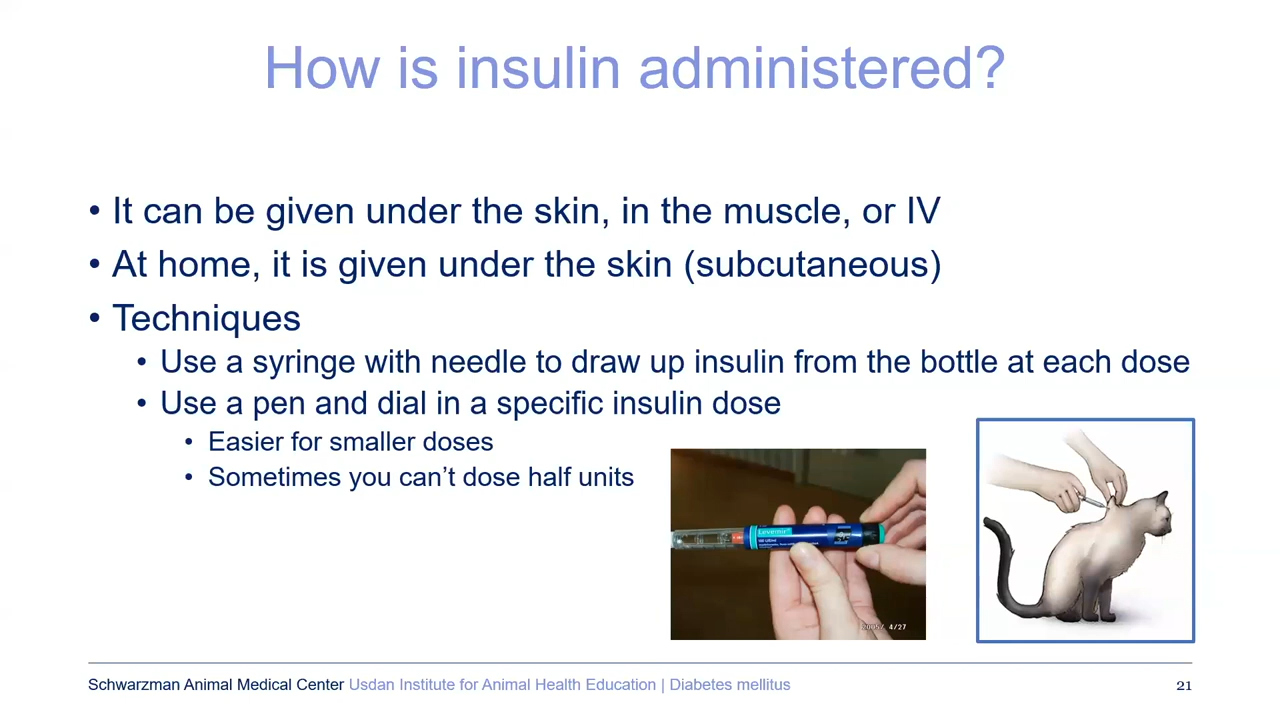 How is insulin administered?
• It can be given under the skin, in the muscle, or IV
• At home, it is given under the skin (subcutaneous)
• Techniques
• Use a syringe with needle to draw up insulin from the bottle at each dose
• Use a pen and dial in a specific insulin dose
• Easier for smaller doses
• Sometimes you can’t dose half units
Levemir
4/27
Schwarzman Animal Medical Center Usdan Institute for Animal Health Education | Diabetes mellitus
21